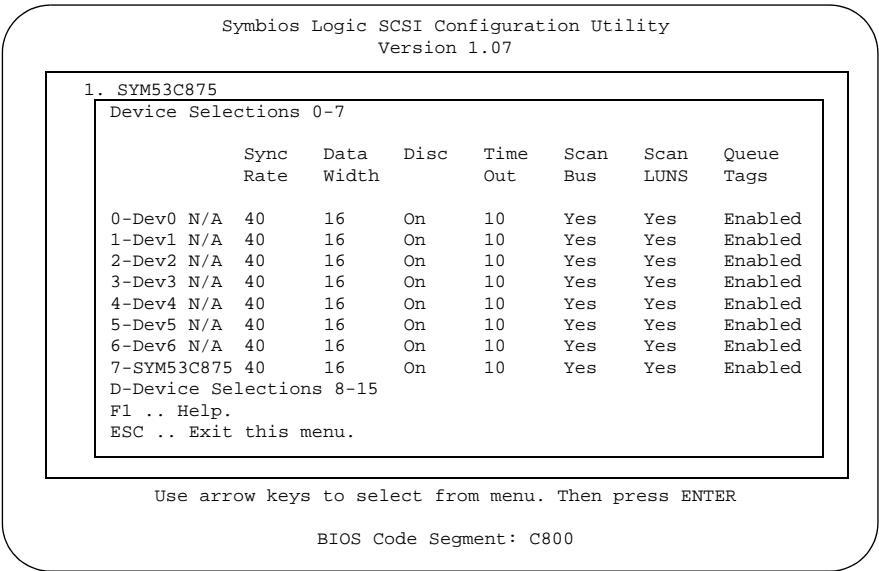 Symbios Logic SCSI Configuration Utility
Version 1.07
1. SYM53C875
Device Selections 0-7
Sync Data Disc Time Scan Scan Queue
Rate Width Out Bus LUNS Tags
0-Dev0 N/A 40 16 On 10 Yes Yes Enabled
1-Dev1 N/A 40 16 On 10 Yes Yes Enabled
2-Dev2 N/A 40 16 On 10 Yes Yes Enabled
3-Dev3 N/A 40 16 On 10 Yes Yes Enabled
4-Dev4 N/A 40 16 On 10 Yes Yes Enabled
5-Dev5 N/A 40 16 On 10 Yes Yes Enabled
6-Dev6 N/A 40 16 On 10 Yes Yes Enabled
7-SYM53C875 40 16 On 10 Yes Yes Enabled
D-Device Selections 8-15
F1 .. Help.
ESC .. Exit this menu.
Use arrow keys to select from menu. Then press ENTER
BIOS Code Segment: C800